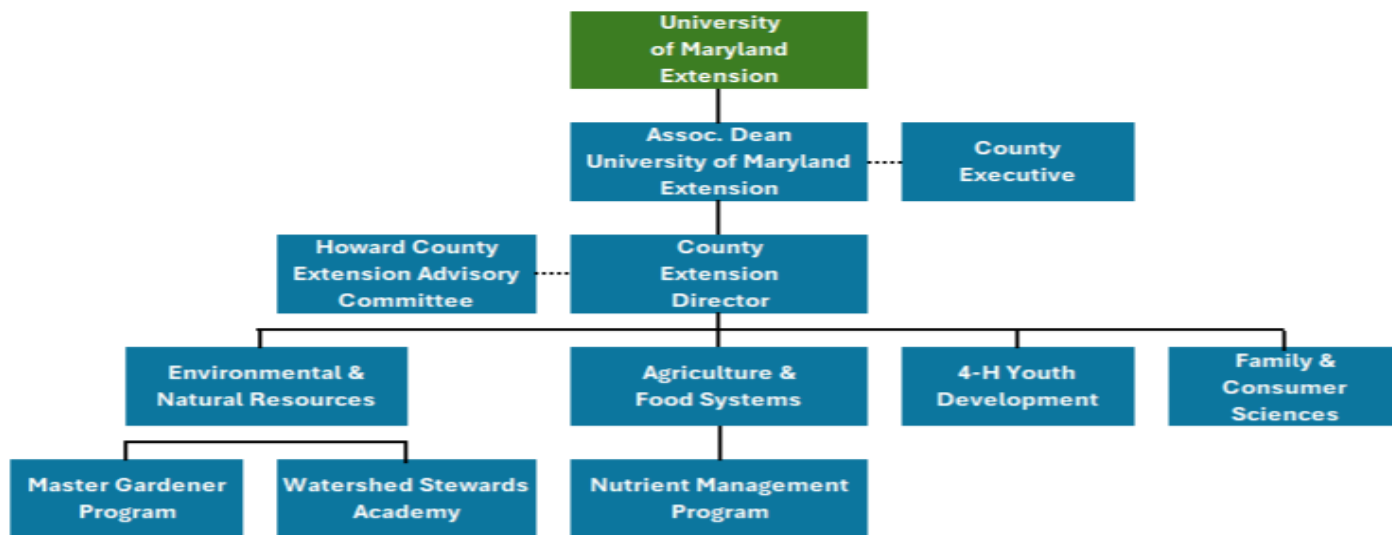 University
of Maryland
Extension
Assoc. Dean
University of Maryland
Extension
County
Executive
Howard County
Extension Advisory
Committee
County
Extension
Director
Environmental &
Natural Resources
Agriculture &
Food Systems
4-H Youth
Development
Family &
Consumer
Sciences
Master Gardener
Program
Watershed Stewards
Academy
Nutrient Management
Program